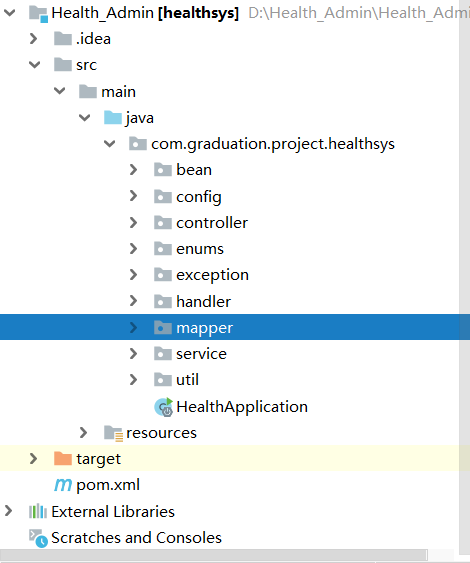 Health_Admin [healthsys] D:\Health_Admin\Health_Admi
.idea
src
main
java
com.graduation.project.healthsys
bean
config
controller
enums
exception
handler
mapper
service
util
HealthApplication
resources
target
pom.xml
External Libraries
Scratches and Consoles